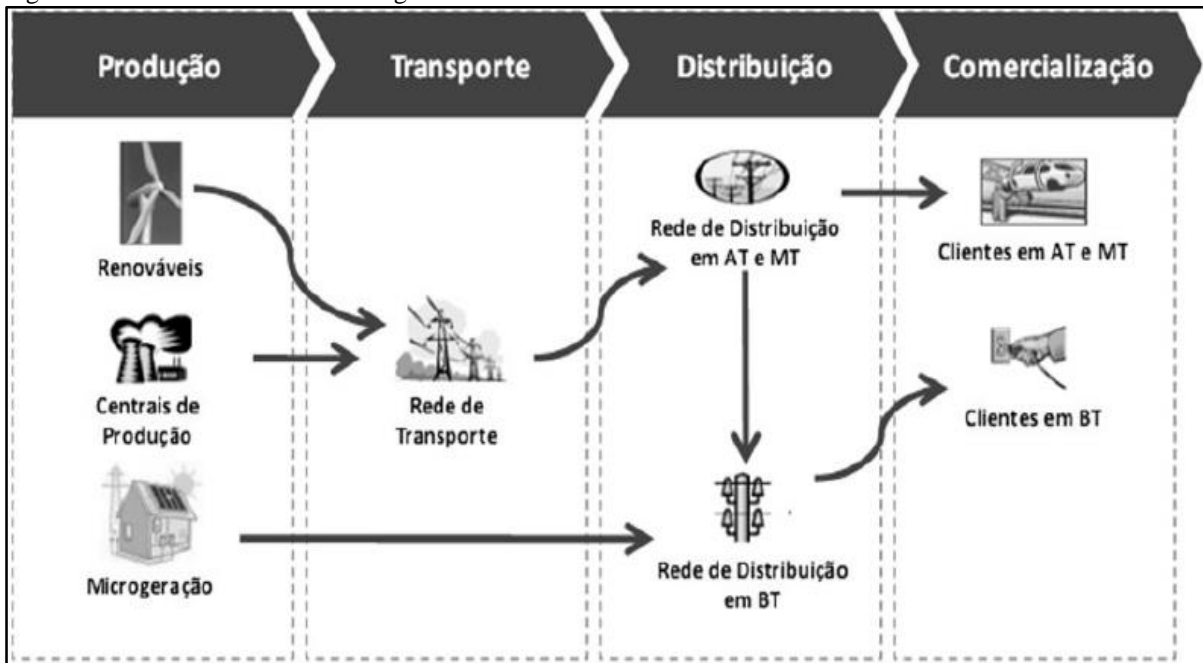 Produção
Transporte
Distribuição
Comercialização
Renováveis
Centrais de
Produção
Microgeração
Rede de
Transporte
Rede de Distribuição
em AT e MT
Rede de Distribuição
em BT
Clientes em AT e MT
Clientes em BT